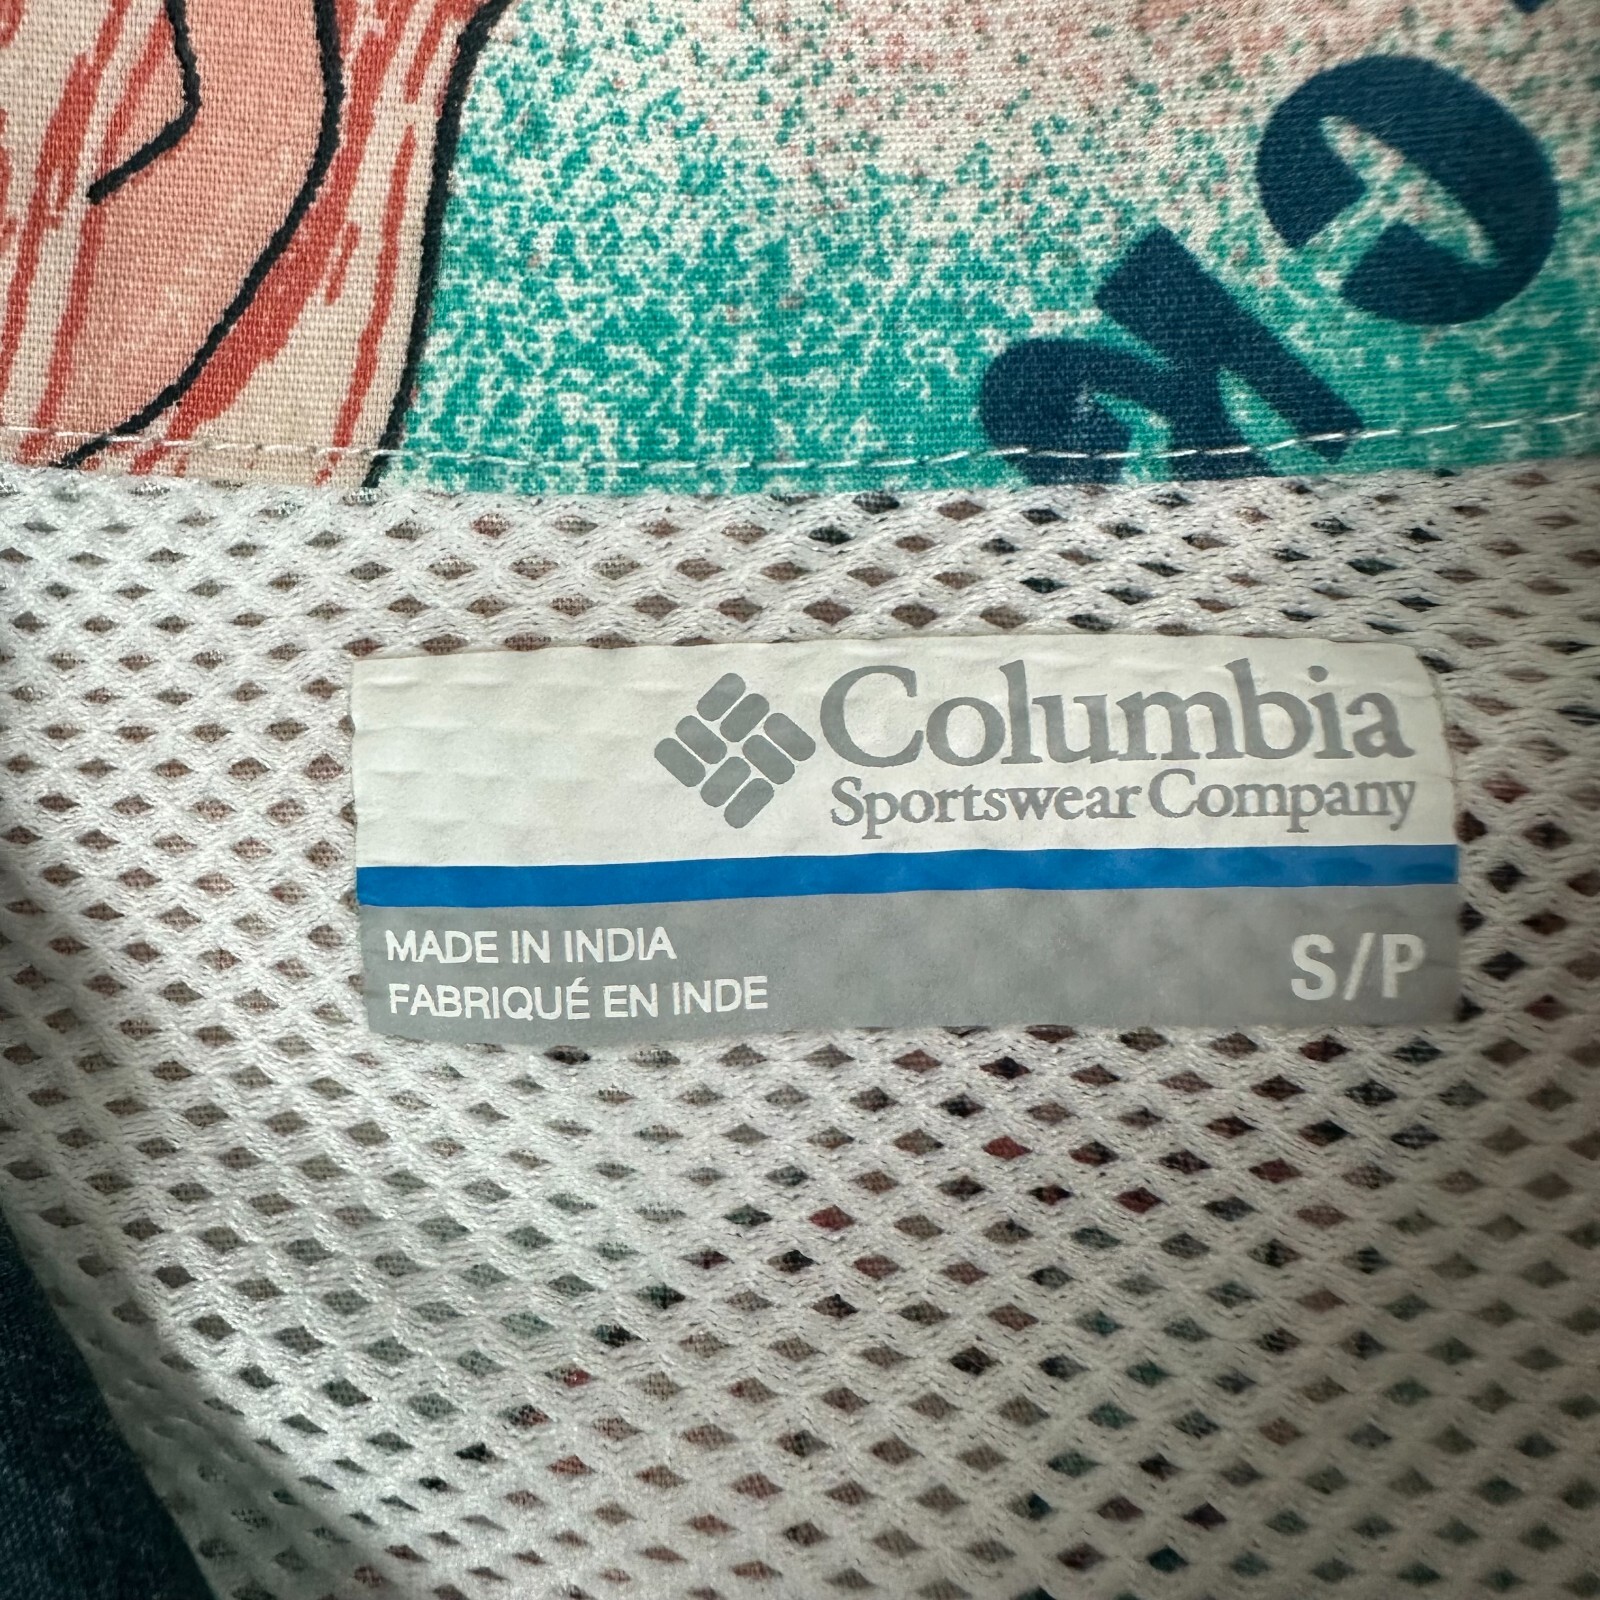 Columbia
Sportswear Company
MADE IN INDIA
FABRIQUÉ EN INDE
S/P